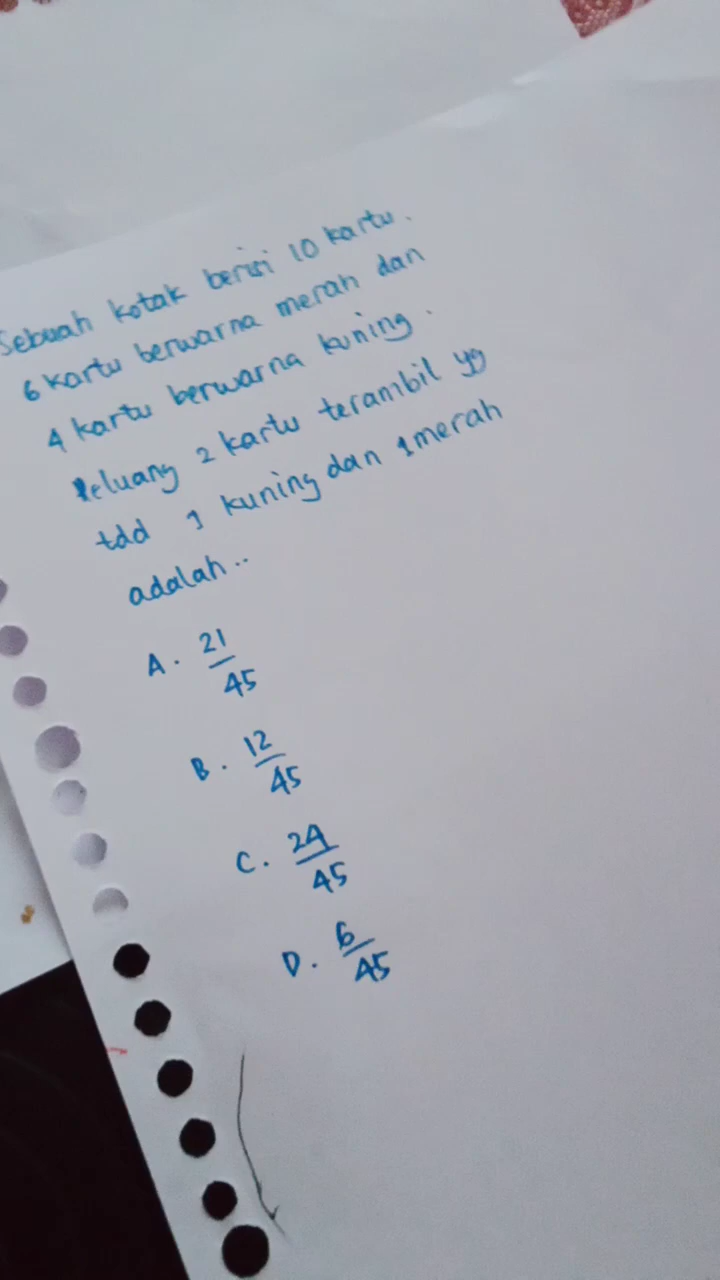 Sebuah kotak berisi 10 kartu.
6 kartu berwarna merah dan
4 kartu berwarna kuning.
Peluang 2 kartu terambil yg
tdd 1 kuning dan 1 merah
adalah..
A. 21/45
B. 12/45
C. 24/45
D. 6/45